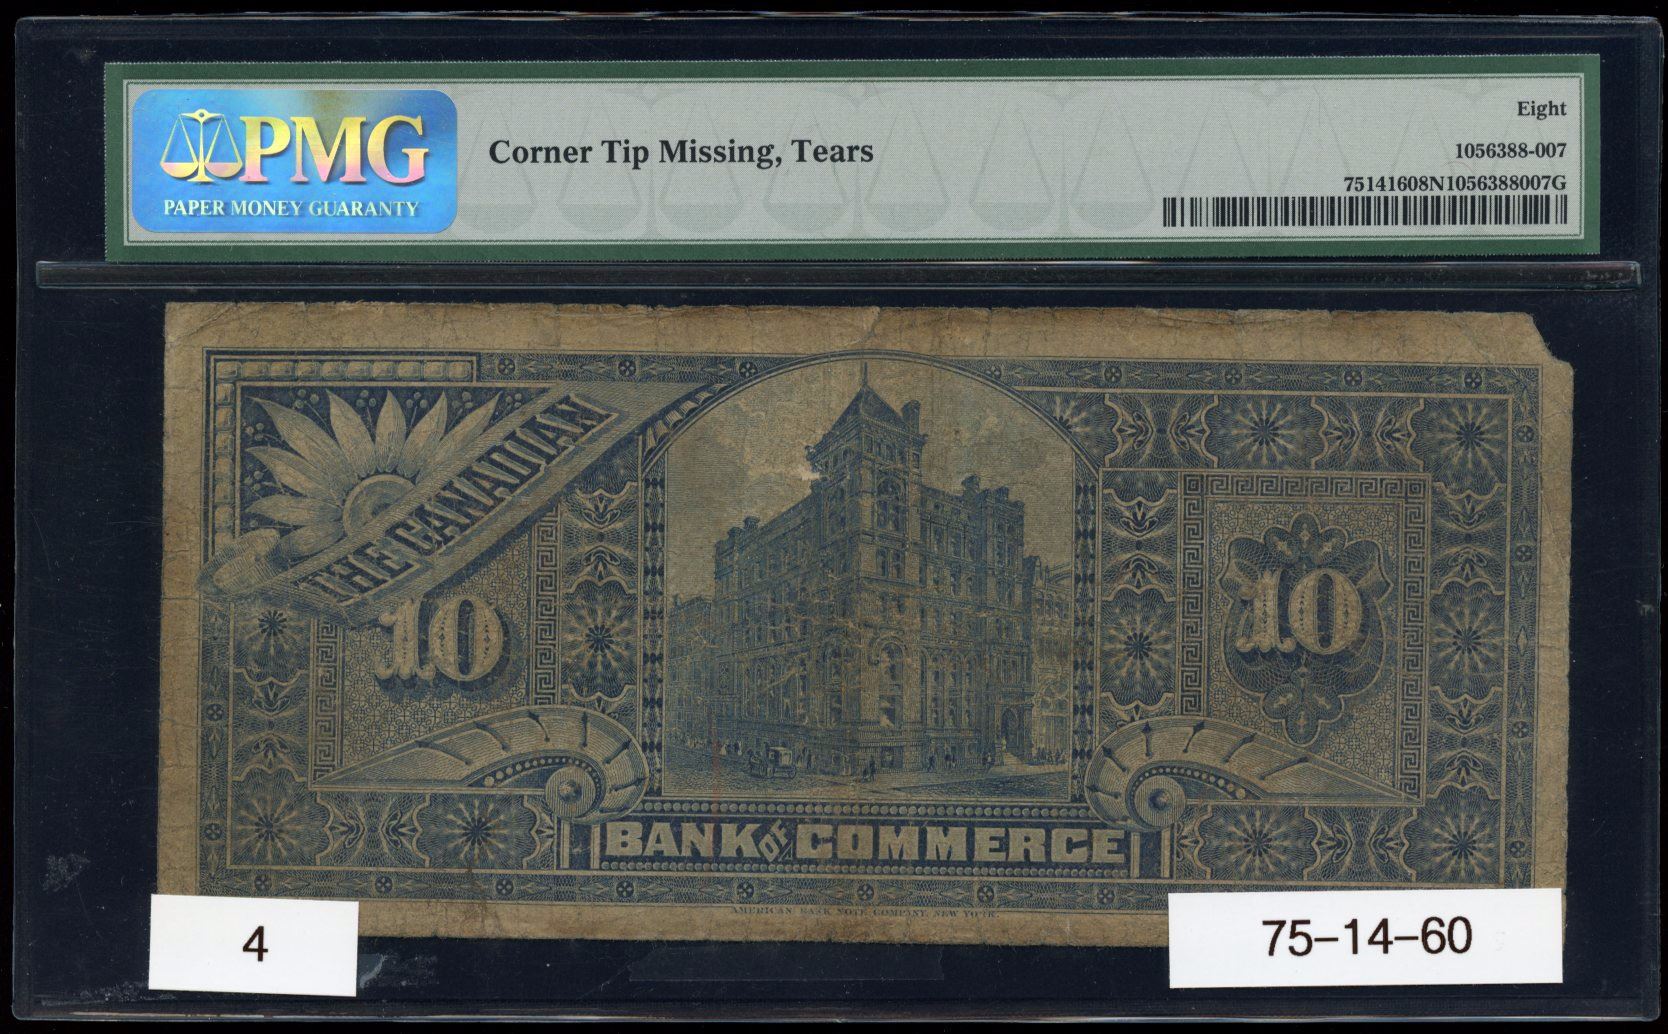 PMG
PAPER MONEY GUARANTY
Corner Tip Missing, Tears
Eight
1056388-007
75141608N1056388007G
THE CANADIAN
10
10
BANK OF COMMERCE
AMERICAN BANK NOTE COMPANY, NEW YORK.
4
75-14-60